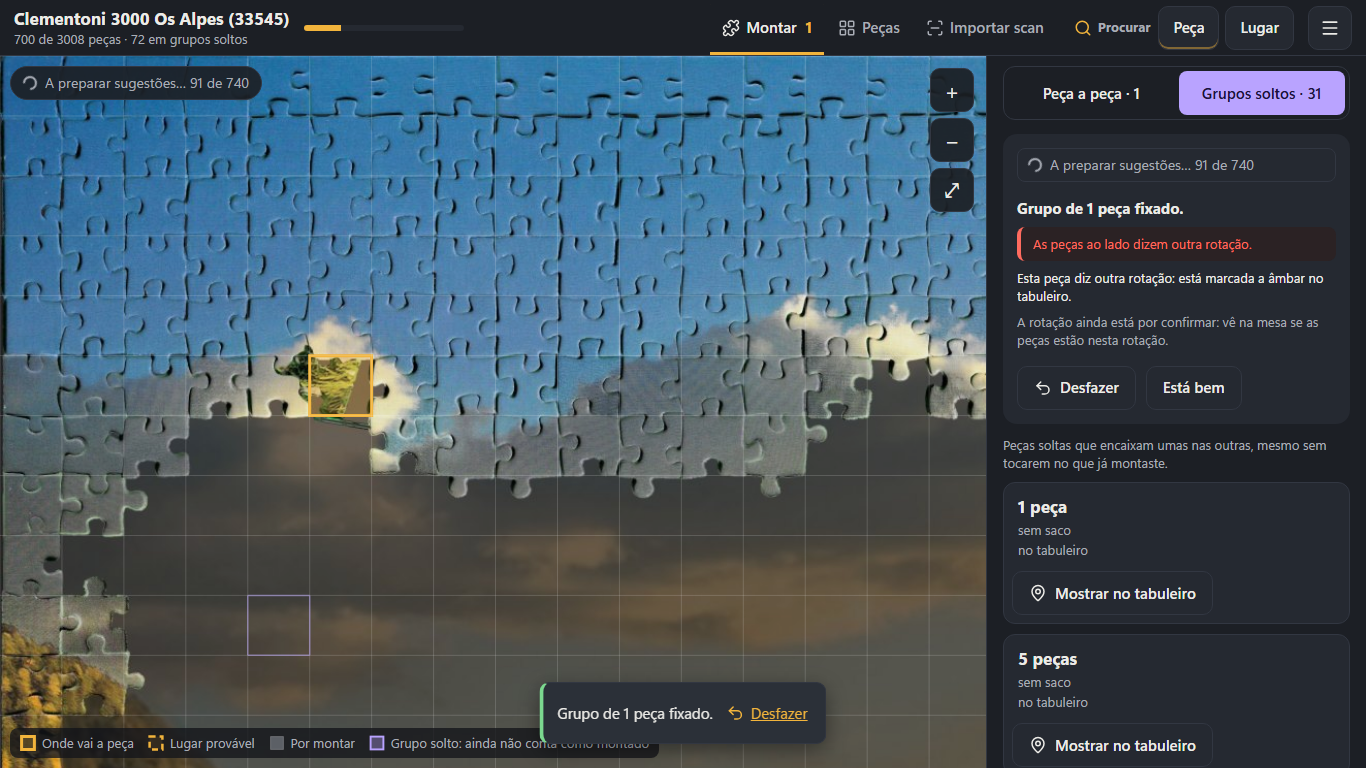 Clementoni 3000 Os Alpes (33545)
700 de 3008 peças · 72 em grupos soltos
Montar 1
Peças
Importar scan
Procurar
Peça
Lugar
A preparar sugestões... 91 de 740
Peça a peça · 1
Grupos soltos · 31
A preparar sugestões... 91 de 740
Grupo de 1 peça fixado.
As peças ao lado dizem outra rotação.
Esta peça diz outra rotação: está marcada a âmbar no
tabuleiro.
A rotação ainda está por confirmar: vê na mesa se as
peças estão nesta rotação.
Desfazer
Está bem
Peças soltas que encaixam umas nas outras, mesmo sem
tocarem no que já montaste.
1 peça
sem saco
no tabuleiro
Mostrar no tabuleiro
5 peças
sem saco
no tabuleiro
Mostrar no tabuleiro
Grupo de 1 peça fixado.
Desfazer
Onde vai a peça
Lugar provável
Por montar
Grupo solto: ainda não conta como montado